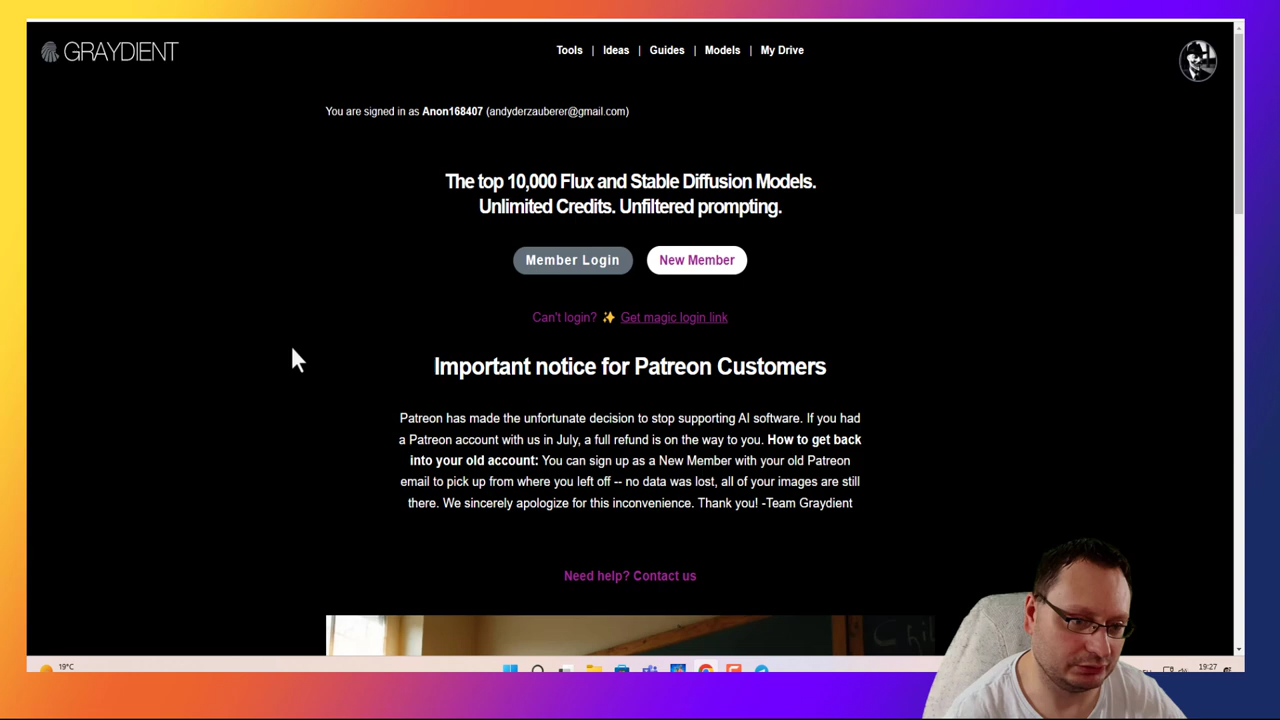 GRAYDIENT
Tools | Ideas | Guides | Models | My Drive
You are signed in as Anon168407 (andyderzauberer@gmail.com)
The top 10,000 Flux and Stable Diffusion Models.
Unlimited Credits. Unfiltered prompting.
Member Login New Member
Can't login? ✨ Get magic login link
Important notice for Patreon Customers
Patreon has made the unfortunate decision to stop supporting AI software. If you had
a Patreon account with us in July, a full refund is on the way to you. How to get back
into your old account: You can sign up as a New Member with your old Patreon
email to pick up from where you left off -- no data was lost, all of your images are still
there. We sincerely apologize for this inconvenience. Thank you! -Team Graydient
Need help? Contact us
19°C
19:27